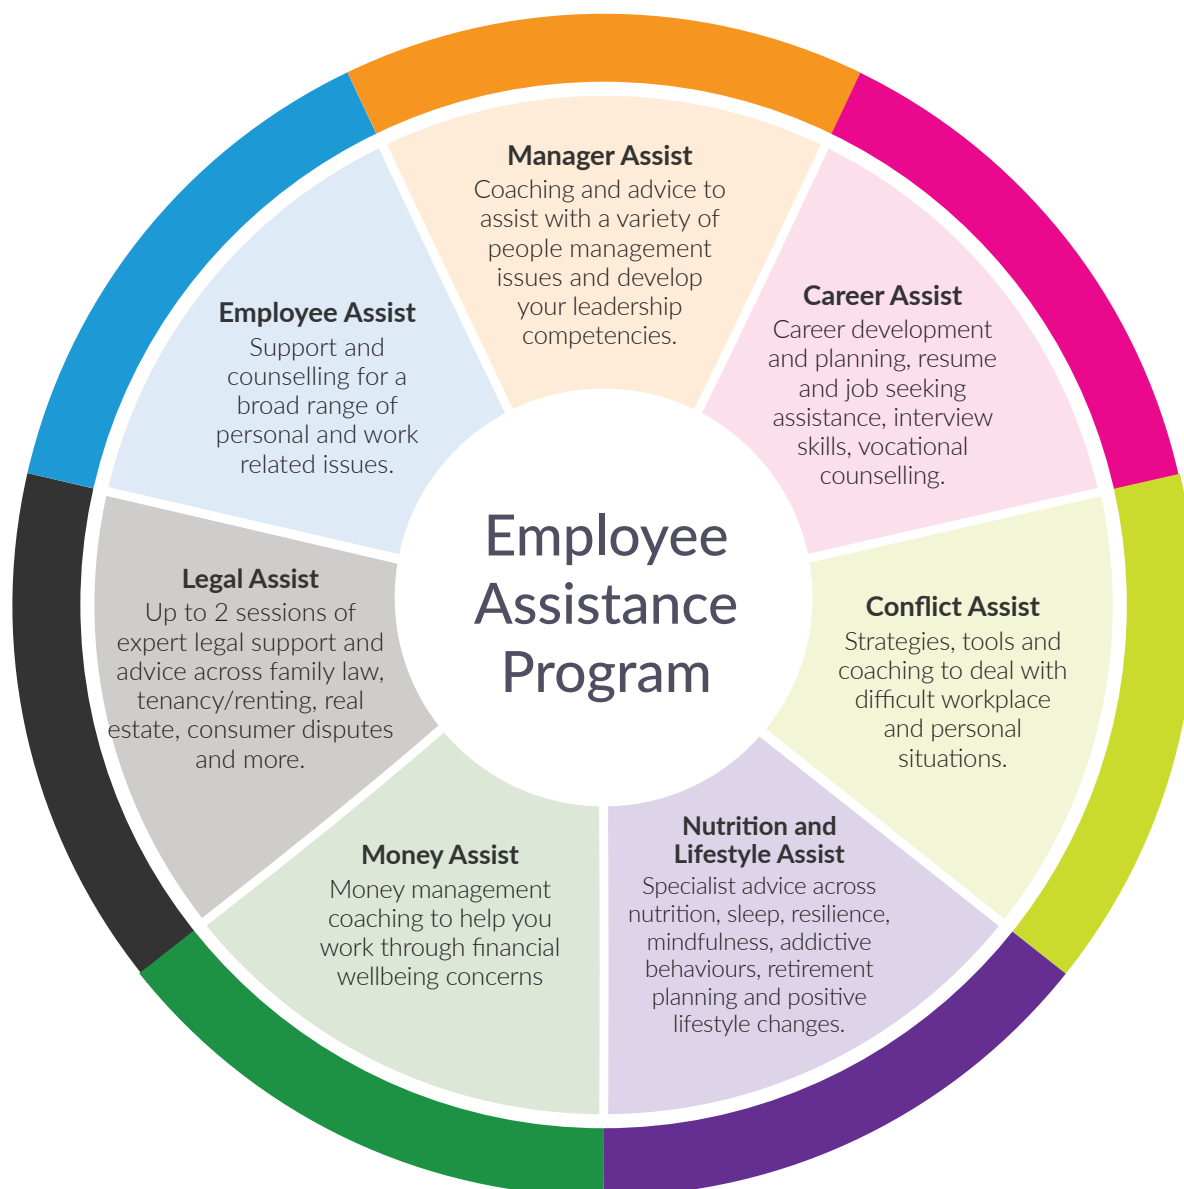 Manager Assist
Coaching and advice to
assist with a variety of
people management
issues and develop
your leadership
competencies.
Career Assist
Career development
and planning, resume
and job seeking
assistance, interview
skills, vocational
counselling.
Conflict Assist
Strategies, tools and
coaching to deal with
difficult workplace
and personal
situations.
Nutrition and
Lifestyle Assist
Specialist advice across
nutrition, sleep, resilience,
mindfulness, addictive
behaviours, retirement
planning and positive
lifestyle changes.
Money Assist
Money management
coaching to help you
work through financial
wellbeing concerns
Legal Assist
Up to 2 sessions of
expert legal support and
advice across family law,
tenancy/renting, real
estate, consumer disputes
and more.
Employee Assist
Support and
counselling for a
broad range of
personal and work
related issues.
Employee
Assistance
Program